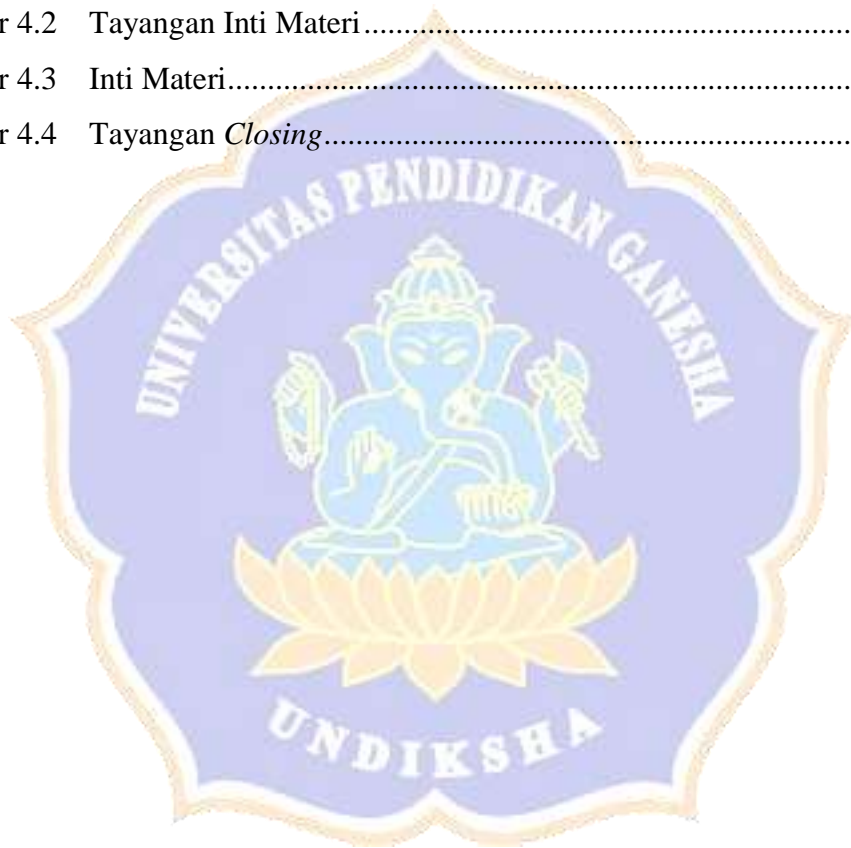 r 4.2 Tayangan Inti Materi............................................................
r 4.3 Inti Materi.............................................................................
r 4.4 Tayangan Closing.................................................................
UNIVERSITAS PENDIDIKAN GANESHA
UNDIKSHA